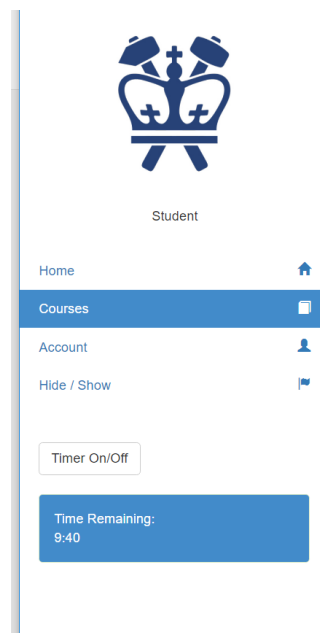 Student
Home
Courses
Account
Hide / Show
Timer On/Off
Time Remaining:
9:40